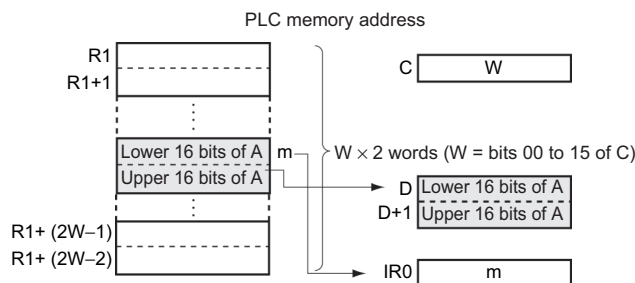 PLC memory address
R1
R1+1
C
W
Lower 16 bits of A
m
Upper 16 bits of A
W × 2 words (W = bits 00 to 15 of C)
D
Lower 16 bits of A
D+1
Upper 16 bits of A
R1+ (2W–1)
R1+ (2W–2)
IR0
m